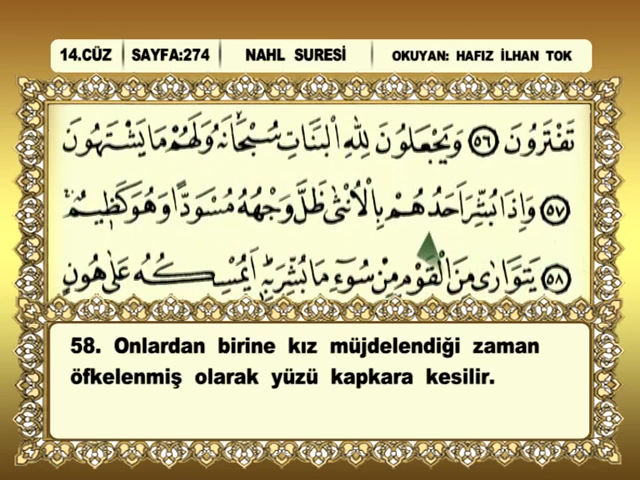 14.CÜZ SAYFA:274 NAHL SURESİ OKUYAN: HAFIZ İLHAN TOK
تَفْتَرُونَ ﴿٥٦﴾ وَيَجْعَلُونَ لِلّٰهِ الْبَنَاتِ سُبْحَانَهُ وَلَهُمْ مَا يَشْتَهُونَ
﴿٥٧﴾ وَاِذَا بُشِّرَ اَحَدُهُمْ بِالْاُنْثٰى ظَلَّ وَجْهُهُ مُسْوَدًّا وَهُوَ كَظِيمٌ
﴿٥٨﴾ يَتَوَارٰى مِنَ الْقَوْمِ مِنْ سُوءِ مَا بُشِّرَ بِهِ اَيُمْسِكُهُ عَلٰى هُونٍ
58. Onlardan birine kız müjdelendiği zaman
öfkelenmiş olarak yüzü kapkara kesilir.